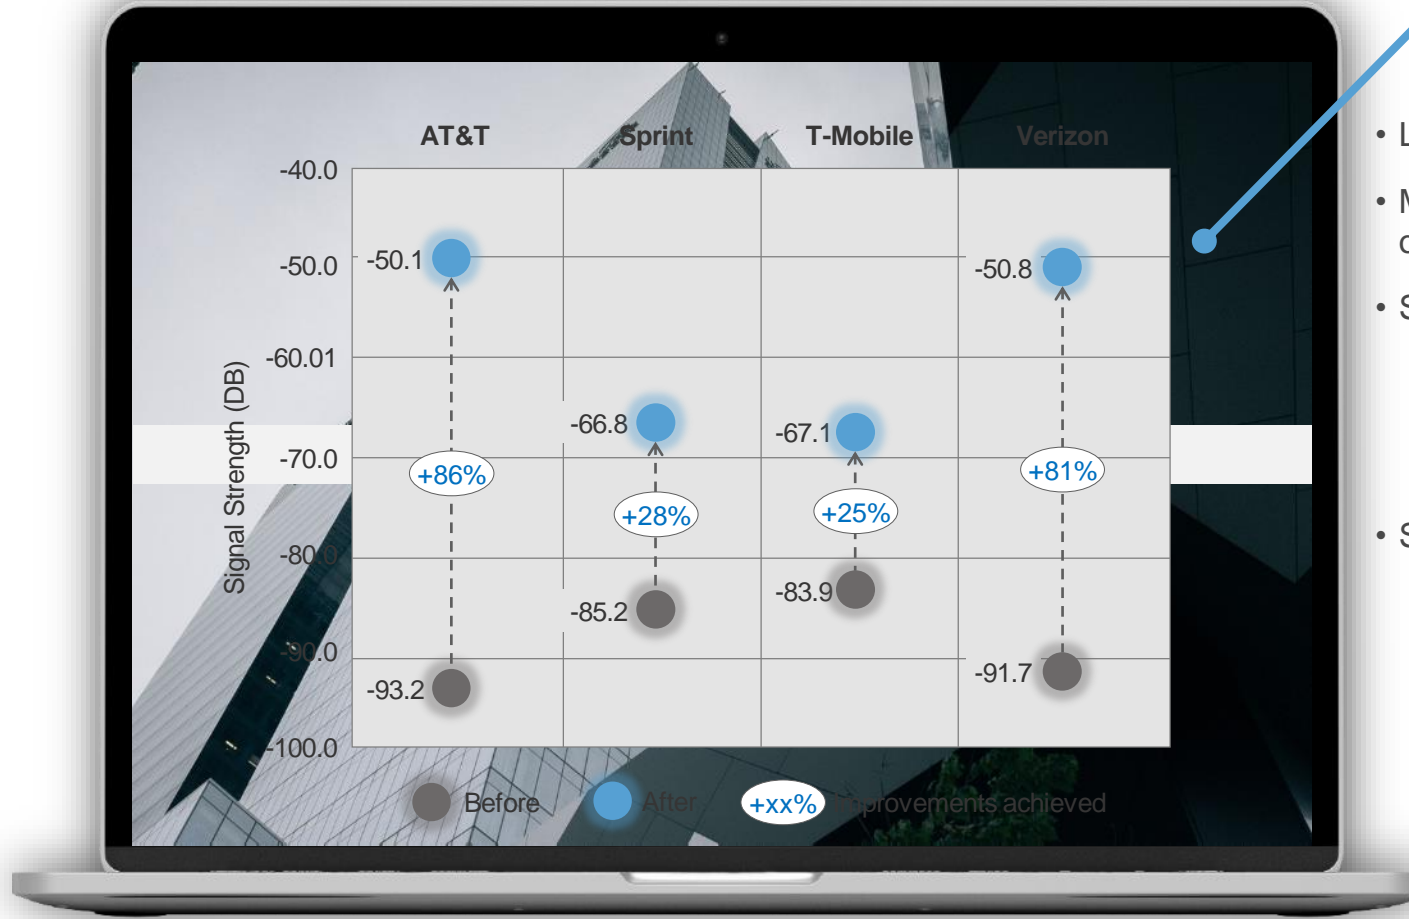 AT&T Sprint T-Mobile Verizon
-40.0
-50.0
-60.01
-70.0
-80.0
-90.0
-100.0
Signal Strength (DB)
-50.1
+86%
-93.2
-66.8
+28%
-85.2
-67.1
+25%
-83.9
-50.8
+81%
-91.7
Before After +xx% achieved
• L
• M
• S
• S